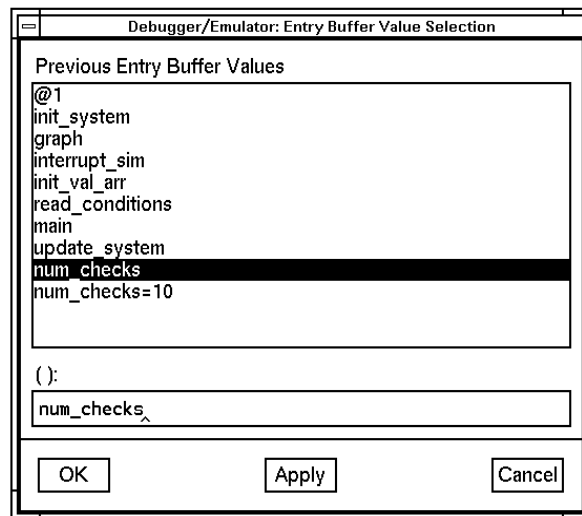 Debugger/Emulator: Entry Buffer Value Selection
Previous Entry Buffer Values
@1
init_system
graph
interrupt_sim
init_val_arr
read_conditions
main
update_system
num_checks
num_checks=10
( ):
num_checks
OK Apply Cancel